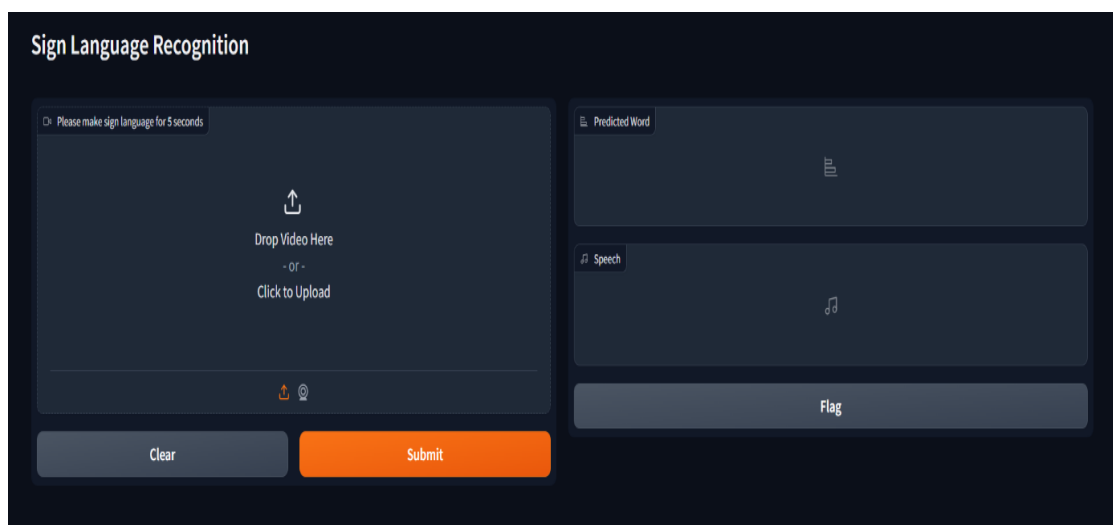 Sign Language Recognition
Please make sign language for 5 seconds
Drop Video Here
- or -
Click to Upload
Clear
Submit
Predicted Word
Speech
Flag